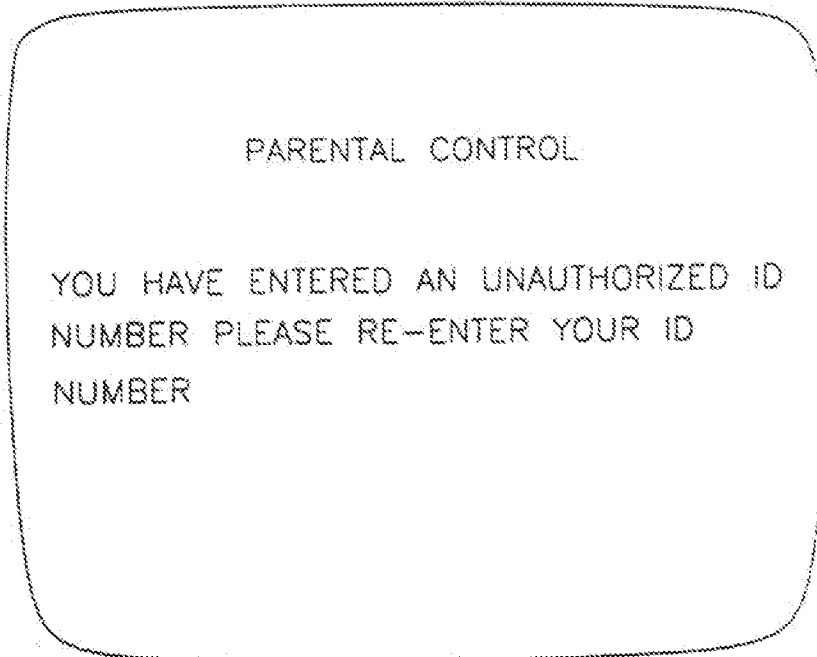 PARENTAL CONTROL
YOU HAVE ENTERED AN UNAUTHORIZED ID
NUMBER PLEASE RE-ENTER YOUR ID
NUMBER